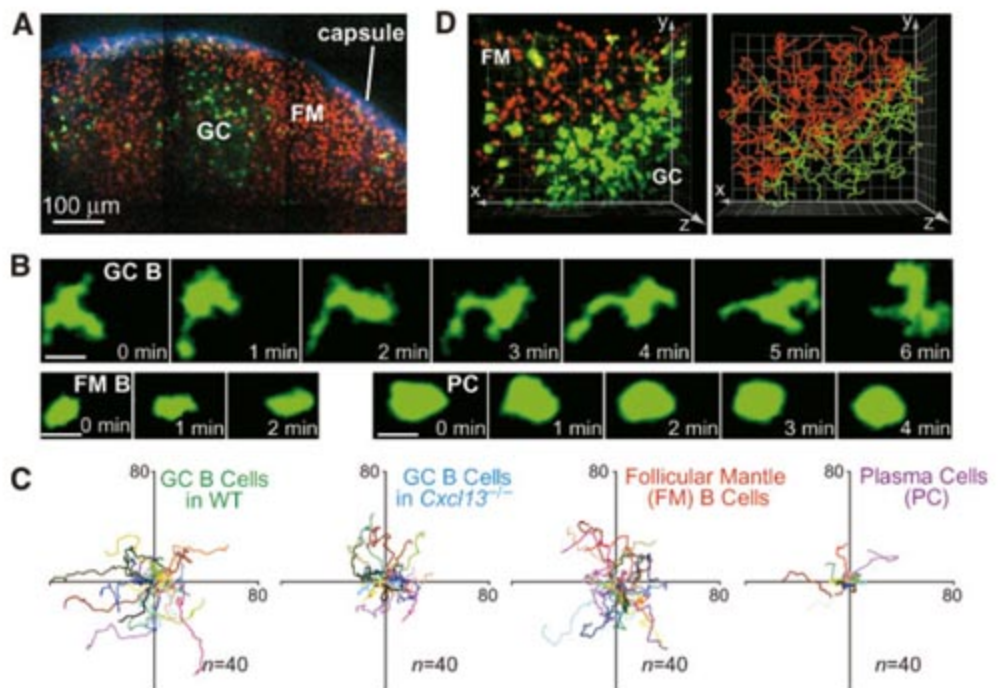 A
capsule
GC
FM
100 μm
D
FM
GC
x
y
z
x
y
z
B
GC B
0 min
1 min
2 min
3 min
4 min
5 min
6 min
FM B
0 min
1 min
2 min
PC
0 min
1 min
2 min
3 min
4 min
C
80
GC B Cells
in WT
80
n=40
80
GC B Cells
in Cxcl13–/–
80
n=40
80
Follicular Mantle
(FM) B Cells
80
n=40
80
Plasma Cells
(PC)
80
n=40